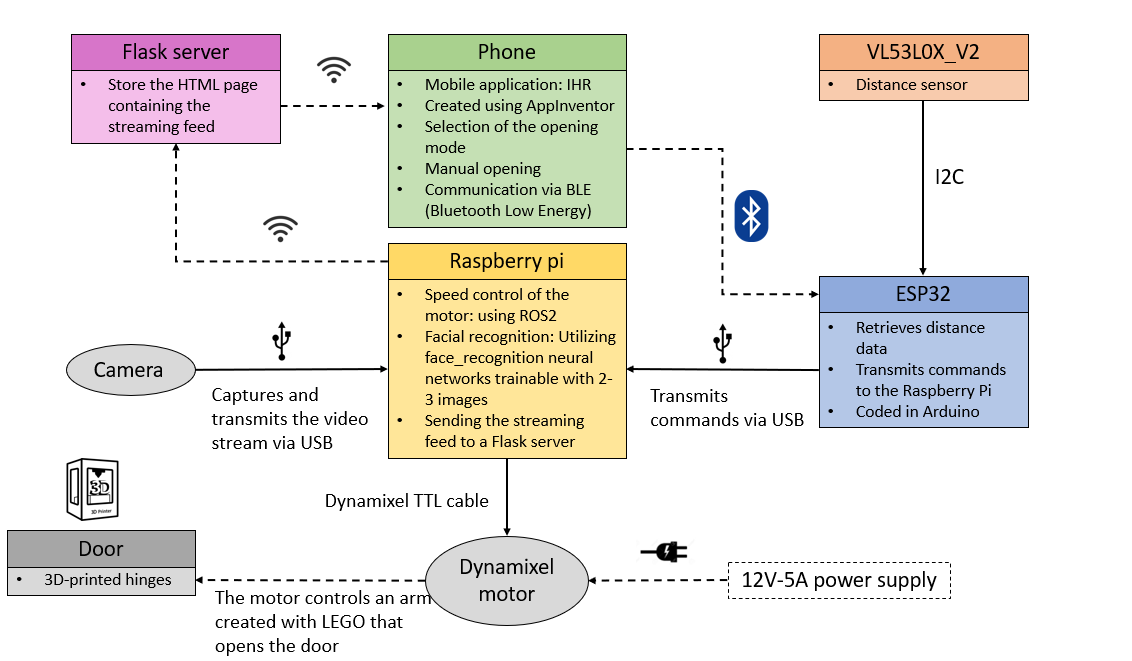 Flask server
• Store the HTML page
containing the
streaming feed
Phone
• Mobile application: IHR
• Created using AppInventor
• Selection of the opening
mode
• Manual opening
• Communication via BLE
(Bluetooth Low Energy)
VL53L0X_V2
• Distance sensor
I2C
Raspberry pi
• Speed control of the
motor: using ROS2
• Facial recognition: Utilizing
face_recognition neural
networks trainable with 2-
3 images
• Sending the streaming
feed to a Flask server
ESP32
• Retrieves distance
data
• Transmits commands
to the Raspberry Pi
• Coded in Arduino
Camera
Captures and
transmits the video
stream via USB
Transmits
commands via USB
Dynamixel TTL cable
3D
3D Printer
Door
• 3D-printed hinges
Dynamixel
motor
12V-5A power supply
The motor controls an arm
created with LEGO that
opens the door